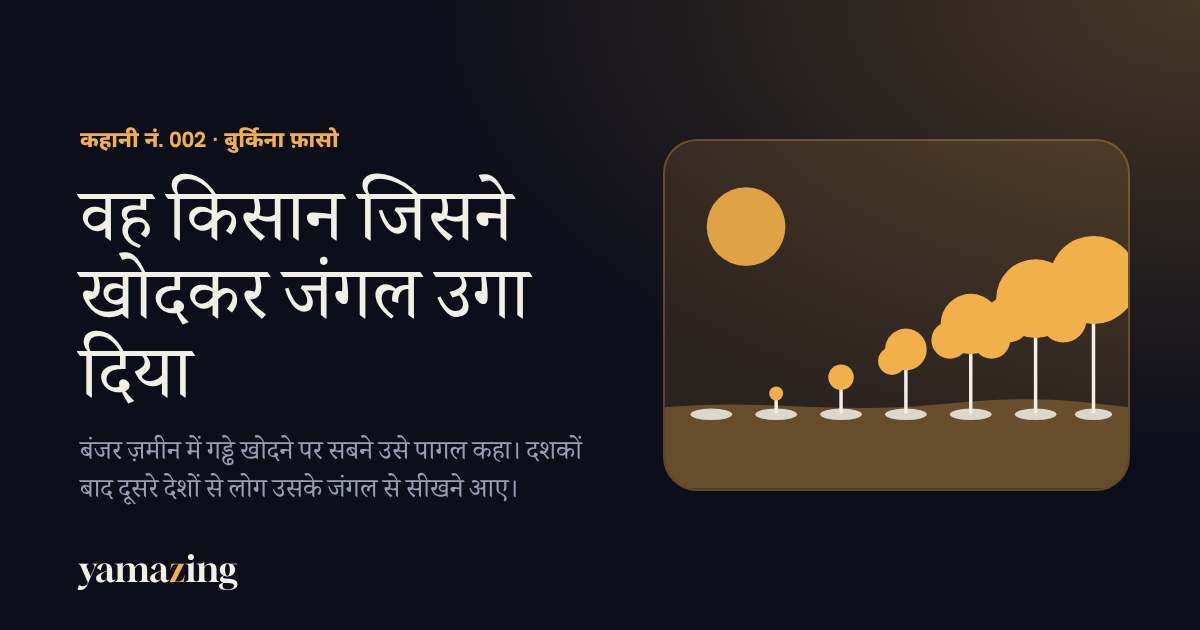 कहानी नं. 002 · बुर्किना फ़ासो
वह किसान जिसने
खोदकर जंगल उगा
दिया
बंजर ज़मीन में गड्ढे खोदने पर सबने उसे पागल कहा। दशकों
बाद दूसरे देशों से लोग उसके जंगल से सीखने आए।
yamazing